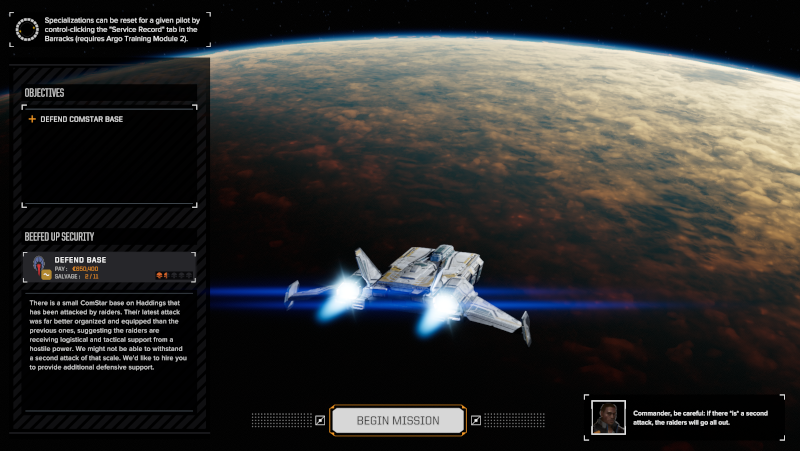 Specializations can be reset for a given pilot by
control-clicking the "Service Record" tab in the
Barracks (requires Argo Training Module 2).
OBJECTIVES
DEFEND COMSTAR BASE
BEEFED UP SECURITY
DEFEND BASE
PAY: ¢650,400
SALVAGE: 2/11
There is a small ComStar base on Haddings that
has been attacked by raiders. Their latest attack
was far better organized and equipped than the
previous ones, suggesting the raiders are
receiving logistical and tactical support from a
hostile power. We might not be able to withstand
a second attack of that scale. We'd like to hire you
to provide additional defensive support.
BEGIN MISSION
Commander, be careful: if there *is* a second
attack, the raiders will go all out.